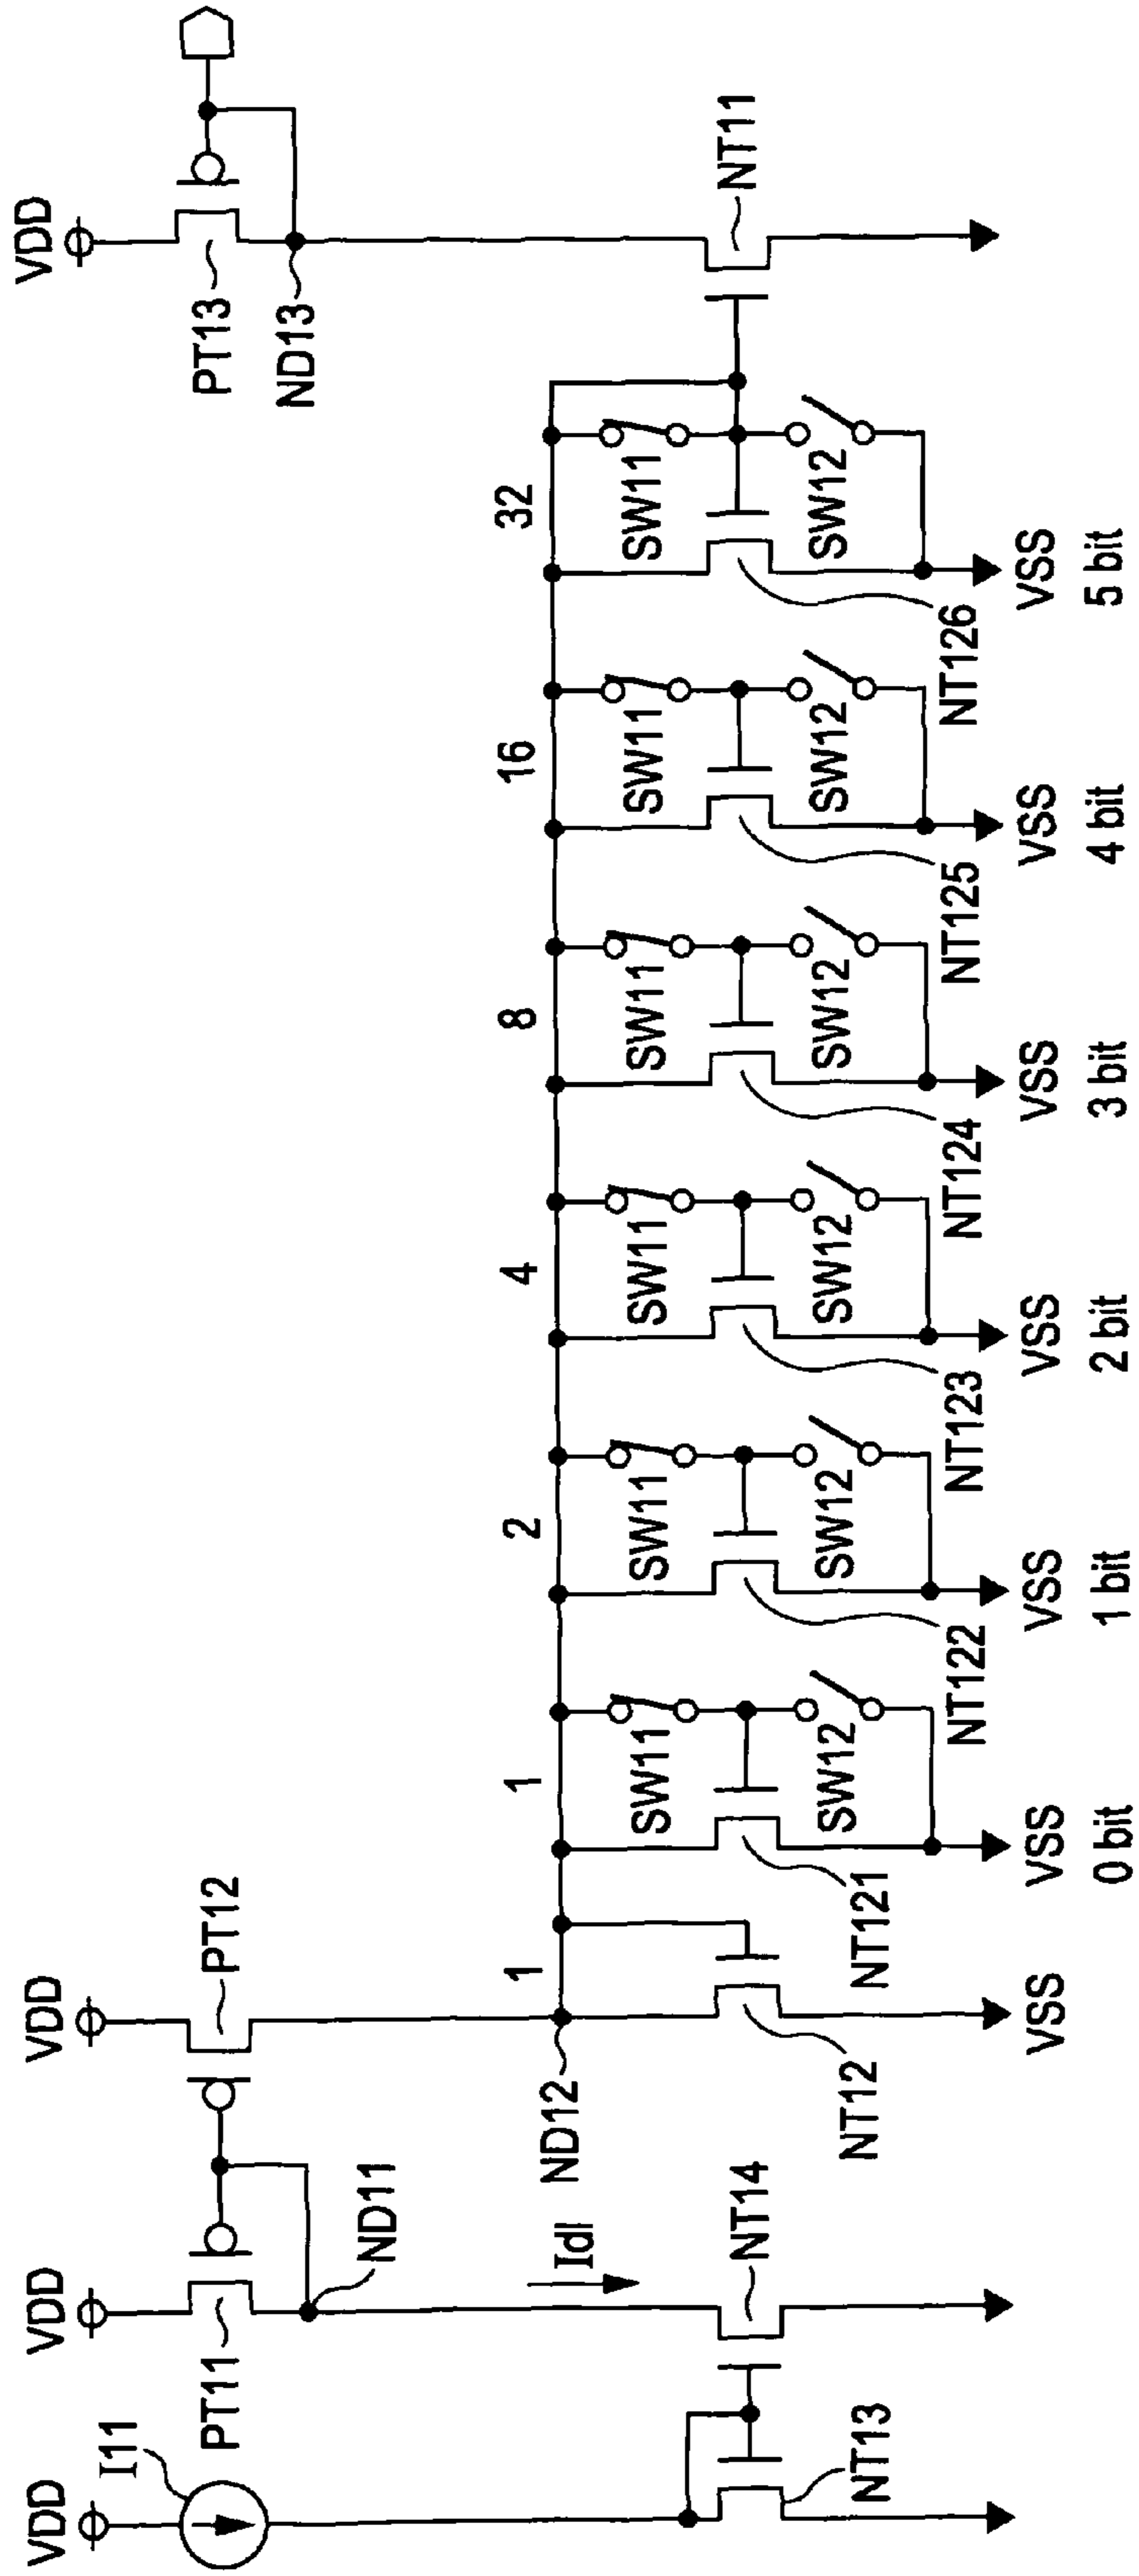 VDD
VDD
VDD
VDD
I11
PT11
PT12
PT13
ND11
ND13
Idl
ND12
1
1
2
4
8
16
32
SW11
SW11
SW11
SW11
SW11
SW11
NT13
NT14
NT12
NT11
SW12
SW12
SW12
SW12
SW12
SW12
NT121
NT122
NT123
NT124
NT125
NT126
VSS
VSS
VSS
VSS
VSS
VSS
VSS
0 bit
1 bit
2 bit
3 bit
4 bit
5 bit